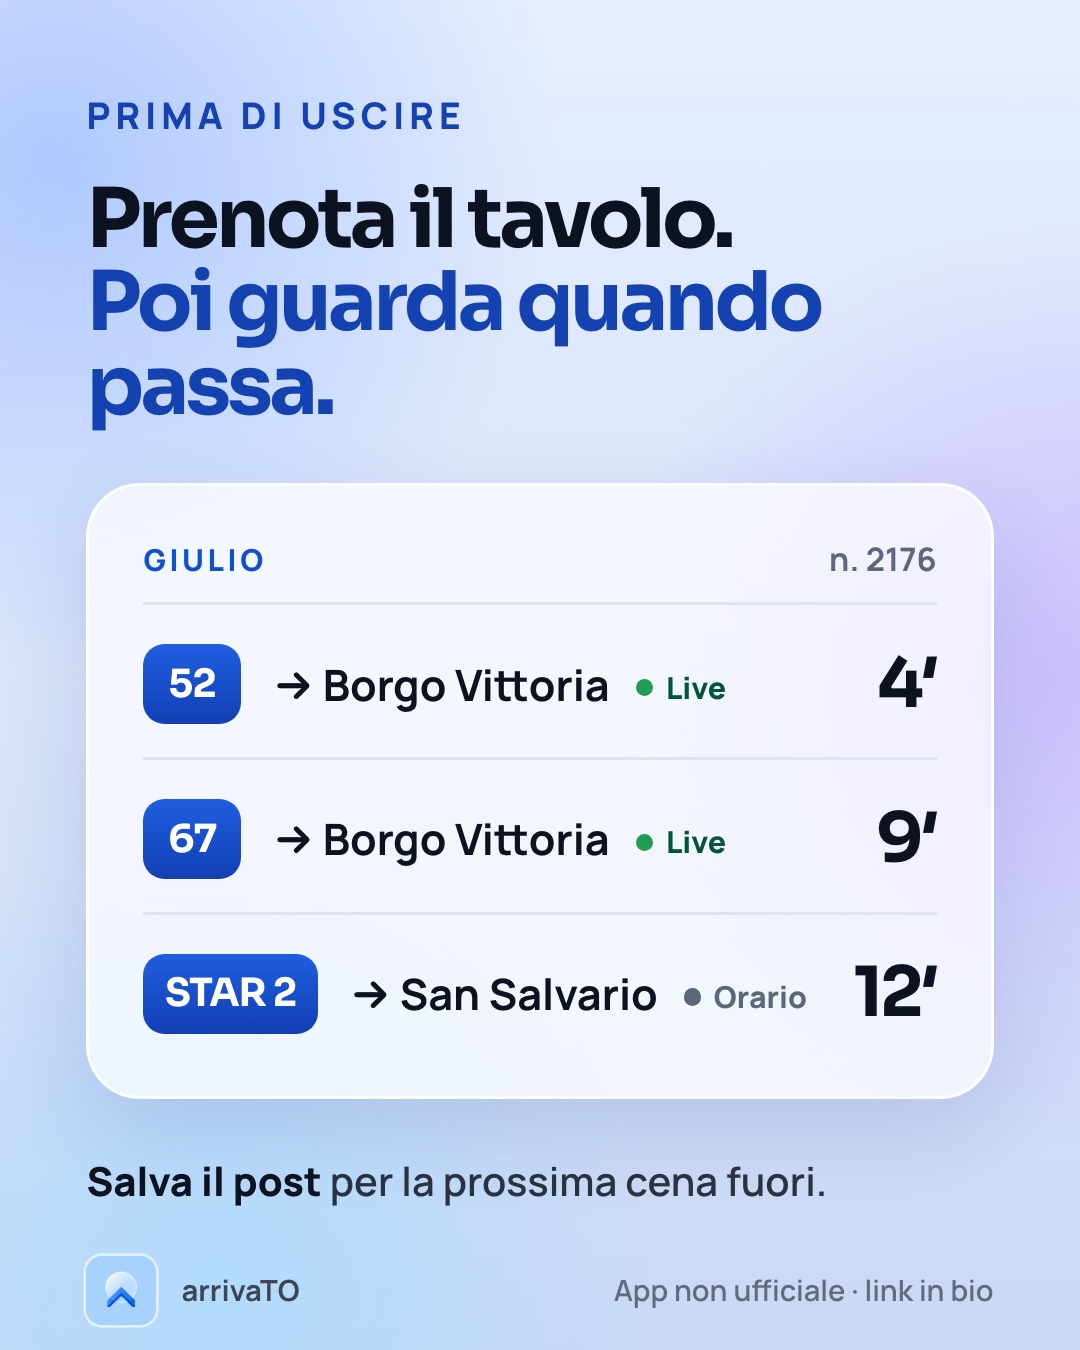 PRIMA DI USCIRE
Prenota il tavolo.
Poi guarda quando
passa.
GIULIO n. 2176
52 → Borgo Vittoria ● Live 4′
67 → Borgo Vittoria ● Live 9′
STAR 2 → San Salvario ● Orario 12′
Salva il post per la prossima cena fuori.
arrivaTO App non ufficiale · link in bio